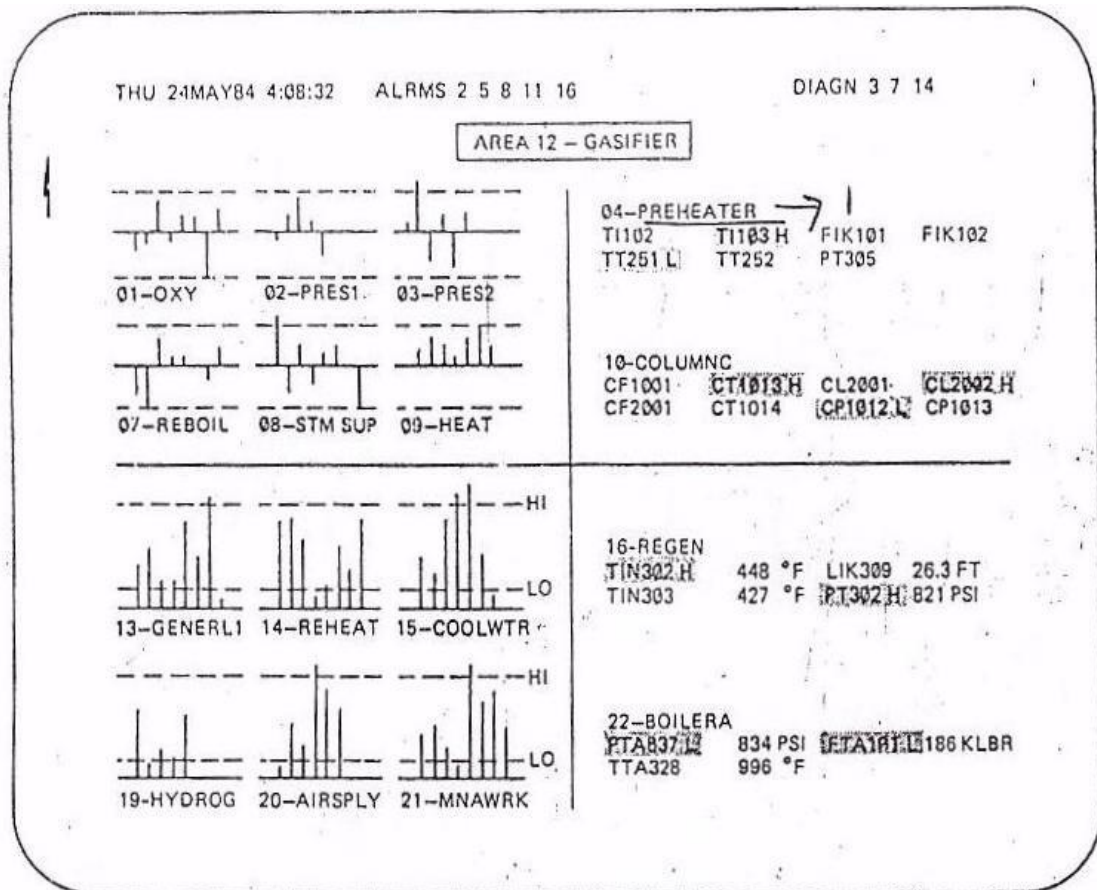 THU 24MAY84 4:08:32 ALRMS 2 5 8 11 16 DIAGN 3 7 14
AREA 12 – GASIFIER
01-OXY 02-PRES1 03-PRES2
04-PREHEATER
TI102 TI103 H FIK101 FIK102
TT251 L TT252 PT305
07-REBOIL 08-STM SUP 09-HEAT
10-COLUMNC
CF1001 CT1013 H CL2001 CL2002 H
CF2001 CT1014 CP1012 L CP1013
HI
LO
13-GENERL1 14-REHEAT 15-COOLWTR
16-REGEN
TIN302 H 448 °F LIK309 26.3 FT
TIN303 427 °F PT302 H 821 PSI
HI
LO
19-HYDROG 20-AIRSPLY 21-MNAWRK
22-BOILERA
PTA837 L 834 PSI FTA101 L 186 KLBR
TTA328 996 °F